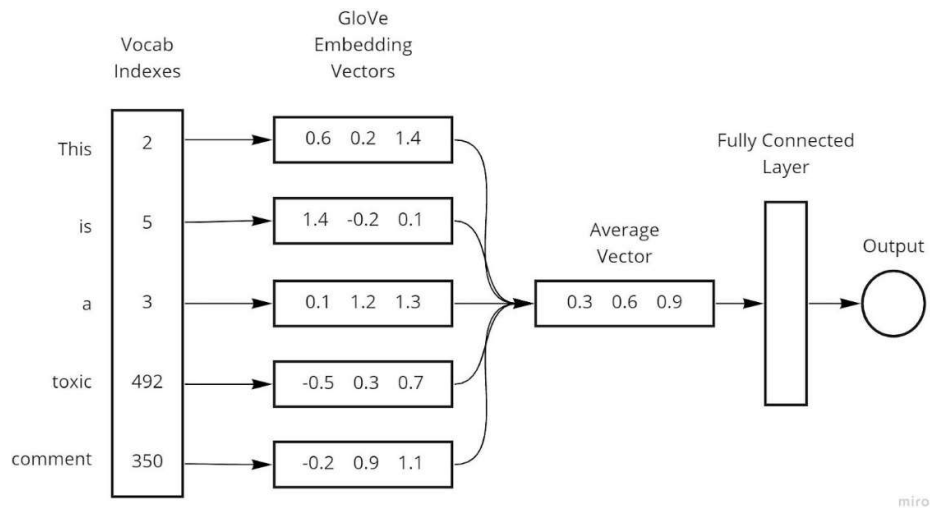 Vocab
Indexes
GloVe
Embedding
Vectors
This
2
0.6 0.2 1.4
is
5
1.4 -0.2 0.1
a
3
0.1 1.2 1.3
toxic
492
-0.5 0.3 0.7
comment
350
-0.2 0.9 1.1
Average
Vector
0.3 0.6 0.9
Fully Connected
Layer
Output
miro